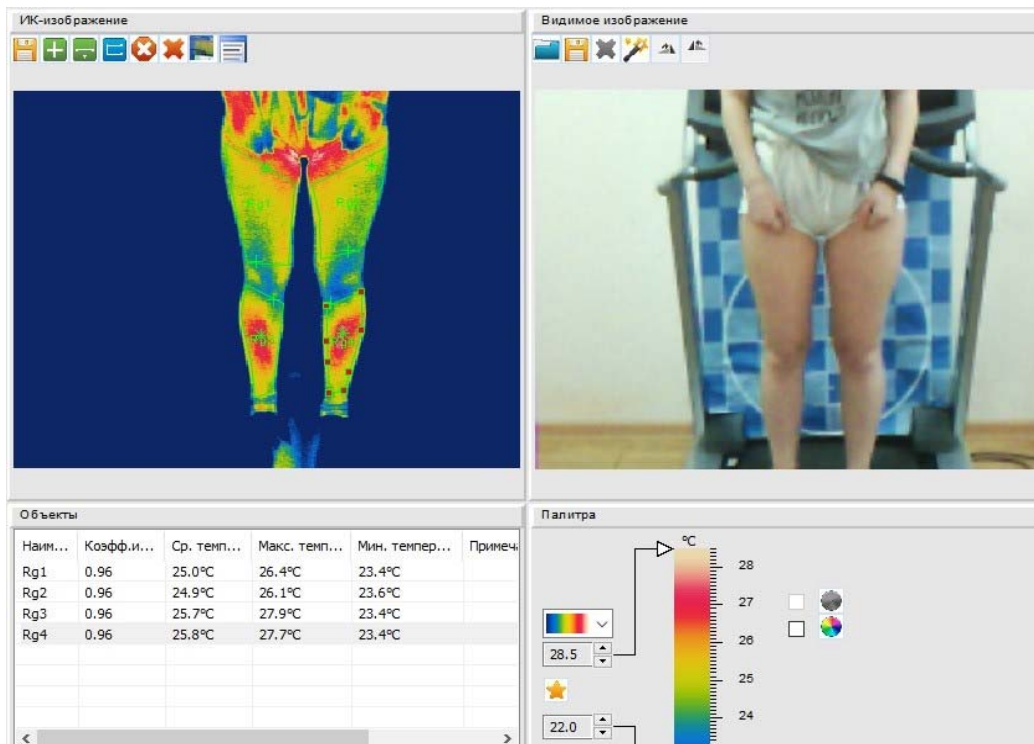 ИК-изображение
Видимое изображение
Rg1
Объекты
Наим... Коэфф.и... Ср. темп... Макс. темп... Мин. темпер... Примеча
Rg1 0.96 25.0°C 26.4°C 23.4°C
Rg2 0.96 24.9°C 26.1°C 23.6°C
Rg3 0.96 25.7°C 27.9°C 23.4°C
Rg4 0.96 25.8°C 27.7°C 23.4°C
Палитра
°C
28
27
26
28.5
25
24
22.0